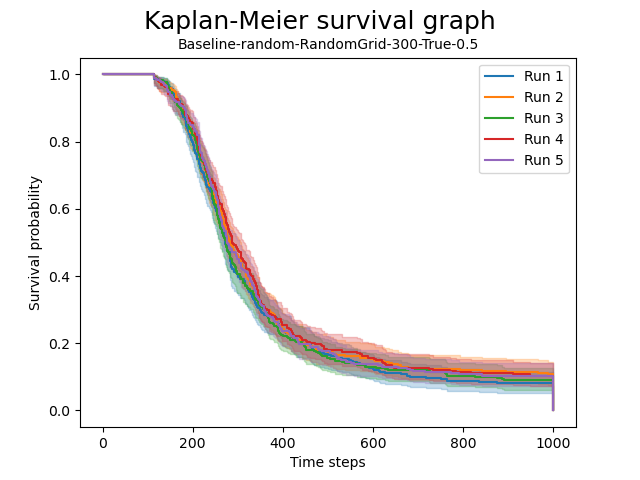 Kaplan-Meier survival graph
Baseline-random-RandomGrid-300-True-0.5
Run 1
Run 2
Run 3
Run 4
Run 5
Survival probability
1.0
0.8
0.6
0.4
0.2
0.0
0 200 400 600 800 1000
Time steps